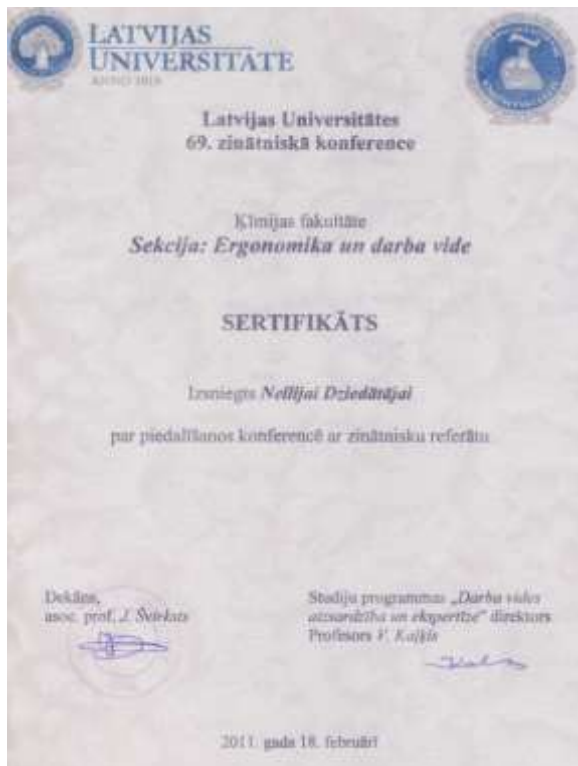 LATVIJAS
UNIVERSITĀTE
ANNO 1919
Latvijas Universitātes
69. zinātniskā konference
Ķīmijas fakultāte
Sekcija: Ergonomika un darba vide
SERTIFIKĀTS
Izsniegts Nellijai Dziedātājai
par piedalīšanos konferencē ar zinātnisku referātu
Dekāns,
asoc. prof. J. Švirksts
Studiju programmas „Darba vides
aizsardzība un ekspertīze” direktors
Profesors V. Kaļķis
2011. gada 18. februārī